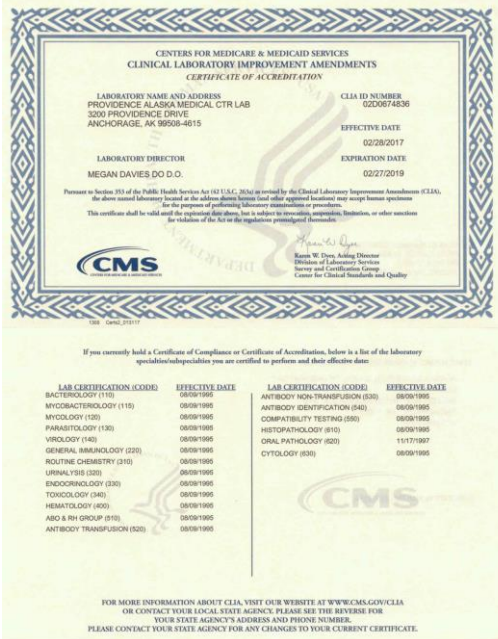 CENTERS FOR MEDICARE & MEDICAID SERVICES
CLINICAL LABORATORY IMPROVEMENT AMENDMENTS
CERTIFICATE OF ACCREDITATION
LABORATORY NAME AND ADDRESS
PROVIDENCE ALASKA MEDICAL CTR LAB
3200 PROVIDENCE DRIVE
ANCHORAGE, AK 99508-4615
CLIA ID NUMBER
02D0674836
EFFECTIVE DATE
02/28/2017
LABORATORY DIRECTOR
MEGAN DAVIES DO D.O.
EXPIRATION DATE
02/27/2019
Pursuant to Section 353 of the Public Health Services Act (42 U.S.C. 263a) as revised by the Clinical Laboratory Improvement Amendments (CLIA),
the above named laboratory located at the address shown hereon (and other approved locations) may accept human specimens
for the purposes of performing laboratory examinations or procedures.
This certificate shall be valid until the expiration date above, but is subject to revocation, suspension, limitation, or other sanctions
for violation of the Act or the regulations promulgated thereunder.
Karen W. Dyer
Karen W. Dyer, Acting Director
Division of Laboratory Services
Survey and Certification Group
Center for Clinical Standards and Quality
CMS
CENTERS FOR MEDICARE & MEDICAID SERVICES
1305 Certs2_013117
If you currently hold a Certificate of Compliance or Certificate of Accreditation, below is a list of the laboratory
specialties/subspecialties you are certified to perform and their effective date:
LAB CERTIFICATION (CODE) EFFECTIVE DATE
BACTERIOLOGY (110) 08/09/1995
MYCOBACTERIOLOGY (115) 08/09/1995
MYCOLOGY (120) 08/09/1995
PARASITOLOGY (130) 08/09/1995
VIROLOGY (140) 08/09/1995
GENERAL IMMUNOLOGY (220) 08/09/1995
ROUTINE CHEMISTRY (310) 08/09/1995
URINALYSIS (320) 08/09/1995
ENDOCRINOLOGY (330) 08/09/1995
TOXICOLOGY (340) 08/09/1995
HEMATOLOGY (400) 08/09/1995
ABO & RH GROUP (510) 08/09/1995
ANTIBODY TRANSFUSION (520) 08/09/1995
LAB CERTIFICATION (CODE) EFFECTIVE DATE
ANTIBODY NON-TRANSFUSION (530) 08/09/1995
ANTIBODY IDENTIFICATION (540) 08/09/1995
COMPATIBILITY TESTING (550) 08/09/1995
HISTOPATHOLOGY (610) 08/09/1995
ORAL PATHOLOGY (620) 11/17/1997
CYTOLOGY (630) 08/09/1995
CMS
FOR MORE INFORMATION ABOUT CLIA, VISIT OUR WEBSITE AT WWW.CMS.GOV/CLIA
OR CONTACT YOUR LOCAL STATE AGENCY. PLEASE SEE THE REVERSE FOR
YOUR STATE AGENCY'S ADDRESS AND PHONE NUMBER.
PLEASE CONTACT YOUR STATE AGENCY FOR ANY CHANGES TO YOUR CURRENT CERTIFICATE.